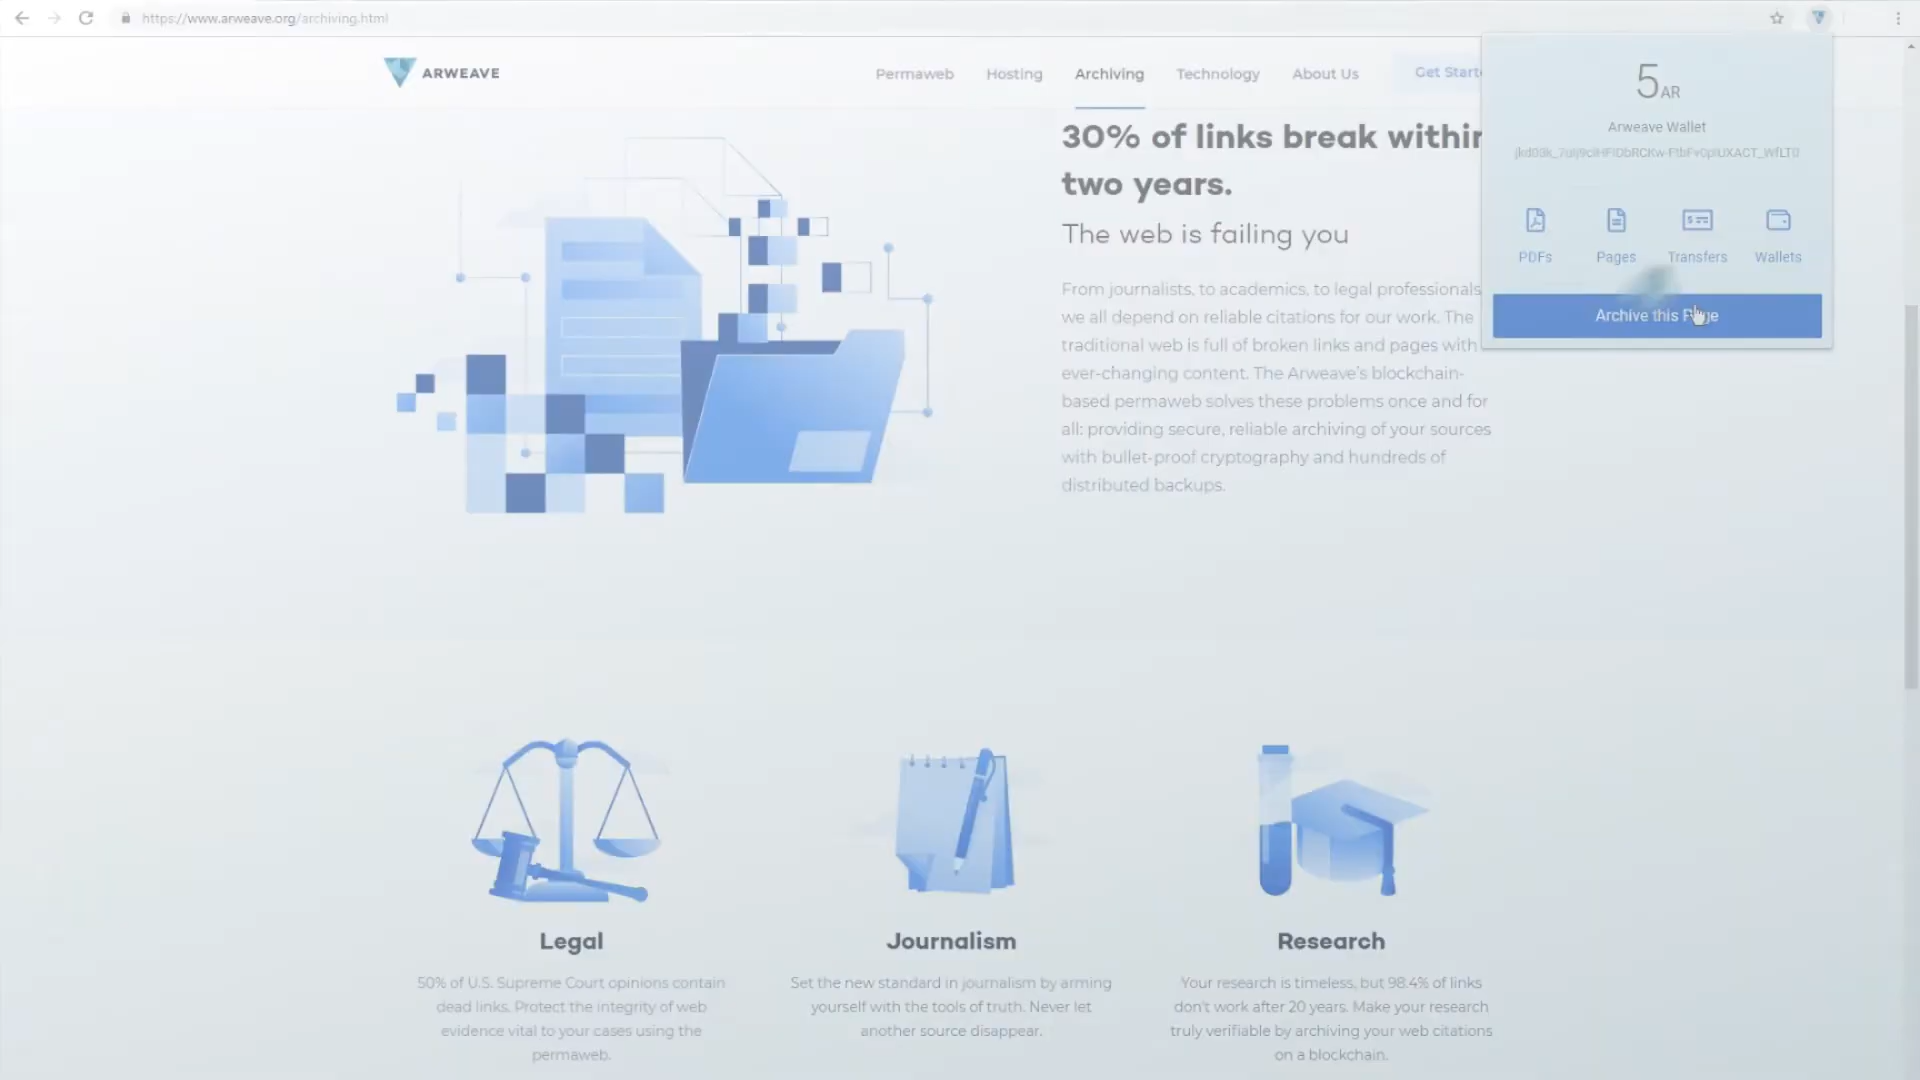 https://www.arweave.org/archiving.html
ARWEAVE
Permaweb
Hosting
Archiving
Technology
About Us
Get Starte
5 AR
Arweave Wallet
PDFs
Pages
Transfers
Wallets
Archive this Page
30% of links break within
two years.
The web is failing you
From journalists, to academics, to legal professionals
we all depend on reliable citations for our work. The
traditional web is full of broken links and pages with
ever-changing content. The Arweave's blockchain-
based permaweb solves these problems once and for
all: providing secure, reliable archiving of your sources
with bullet-proof cryptography and hundreds of
distributed backups.
Legal
50% of U.S. Supreme Court opinions contain
dead links. Protect the integrity of web
evidence vital to your cases using the
permaweb.
Journalism
Set the new standard in journalism by arming
yourself with the tools of truth. Never let
another source disappear.
Research
Your research is timeless, but 98.4% of links
don't work after 20 years. Make your research
truly verifiable by archiving your web citations
on a blockchain.